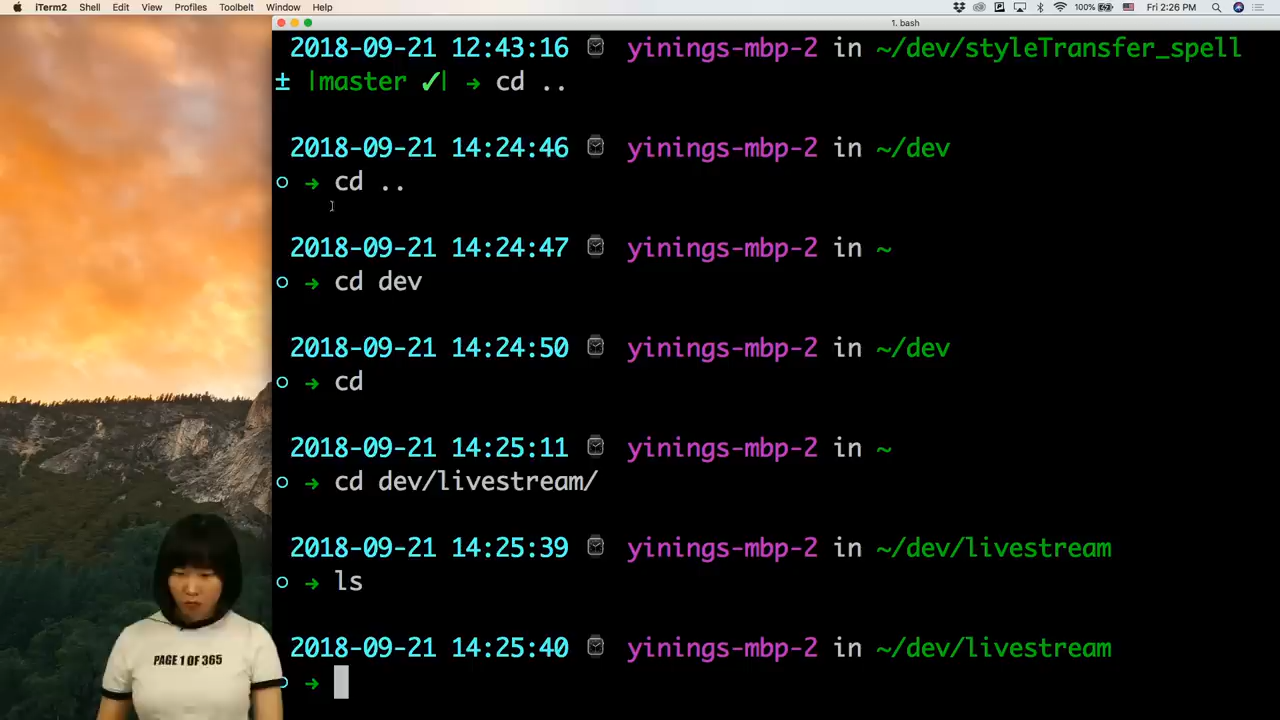 iTerm2 Shell Edit View Profiles Toolbelt Window Help 100% Fri 2:26 PM
1. bash
2018-09-21 12:43:16 yinings-mbp-2 in ~/dev/styleTransfer_spell
± |master ✓| → cd ..
2018-09-21 14:24:46 yinings-mbp-2 in ~/dev
○ → cd ..
2018-09-21 14:24:47 yinings-mbp-2 in ~
○ → cd dev
2018-09-21 14:24:50 yinings-mbp-2 in ~/dev
○ → cd
2018-09-21 14:25:11 yinings-mbp-2 in ~
○ → cd dev/livestream/
2018-09-21 14:25:39 yinings-mbp-2 in ~/dev/livestream
○ → ls
2018-09-21 14:25:40 yinings-mbp-2 in ~/dev/livestream
○ →
PAGE 1 OF 365